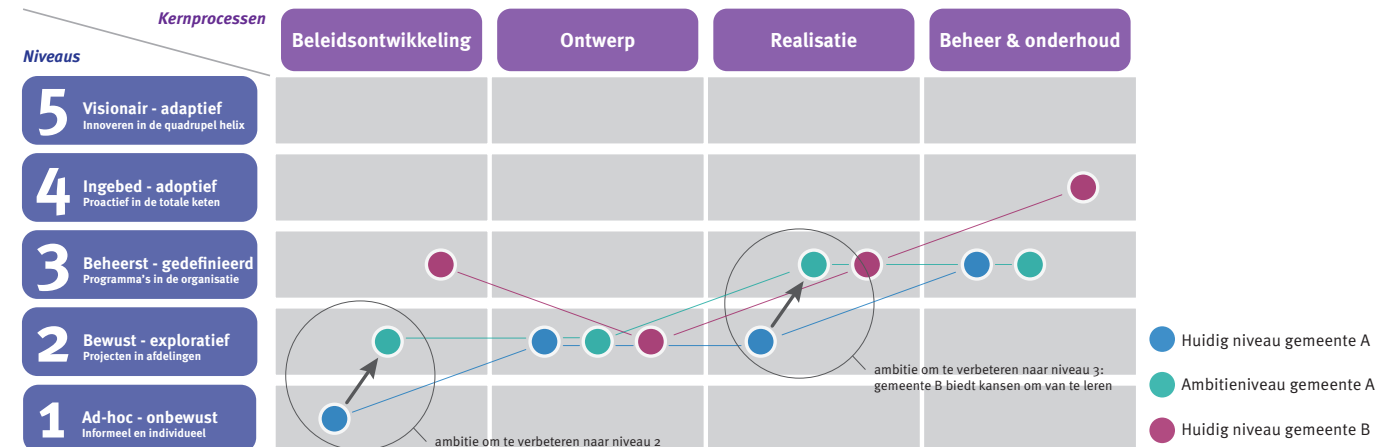 Kernprocessen
Niveaus
Beleidsontwikkeling
Ontwerp
Realisatie
Beheer & onderhoud
5
Visionair - adaptief
Innoveren in de quadrupel helix
4
Ingebed - adoptief
Proactief in de totale keten
3
Beheerst - gedefinieerd
Programma's in de organisatie
2
Bewust - exploratief
Projecten in afdelingen
1
Ad-hoc - onbewust
Informeel en individueel
ambitie om te verbeteren naar niveau 2
ambitie om te verbeteren naar niveau 3:
gemeente B biedt kansen om van te leren
Huidig niveau gemeente A
Ambitieniveau gemeente A
Huidig niveau gemeente B